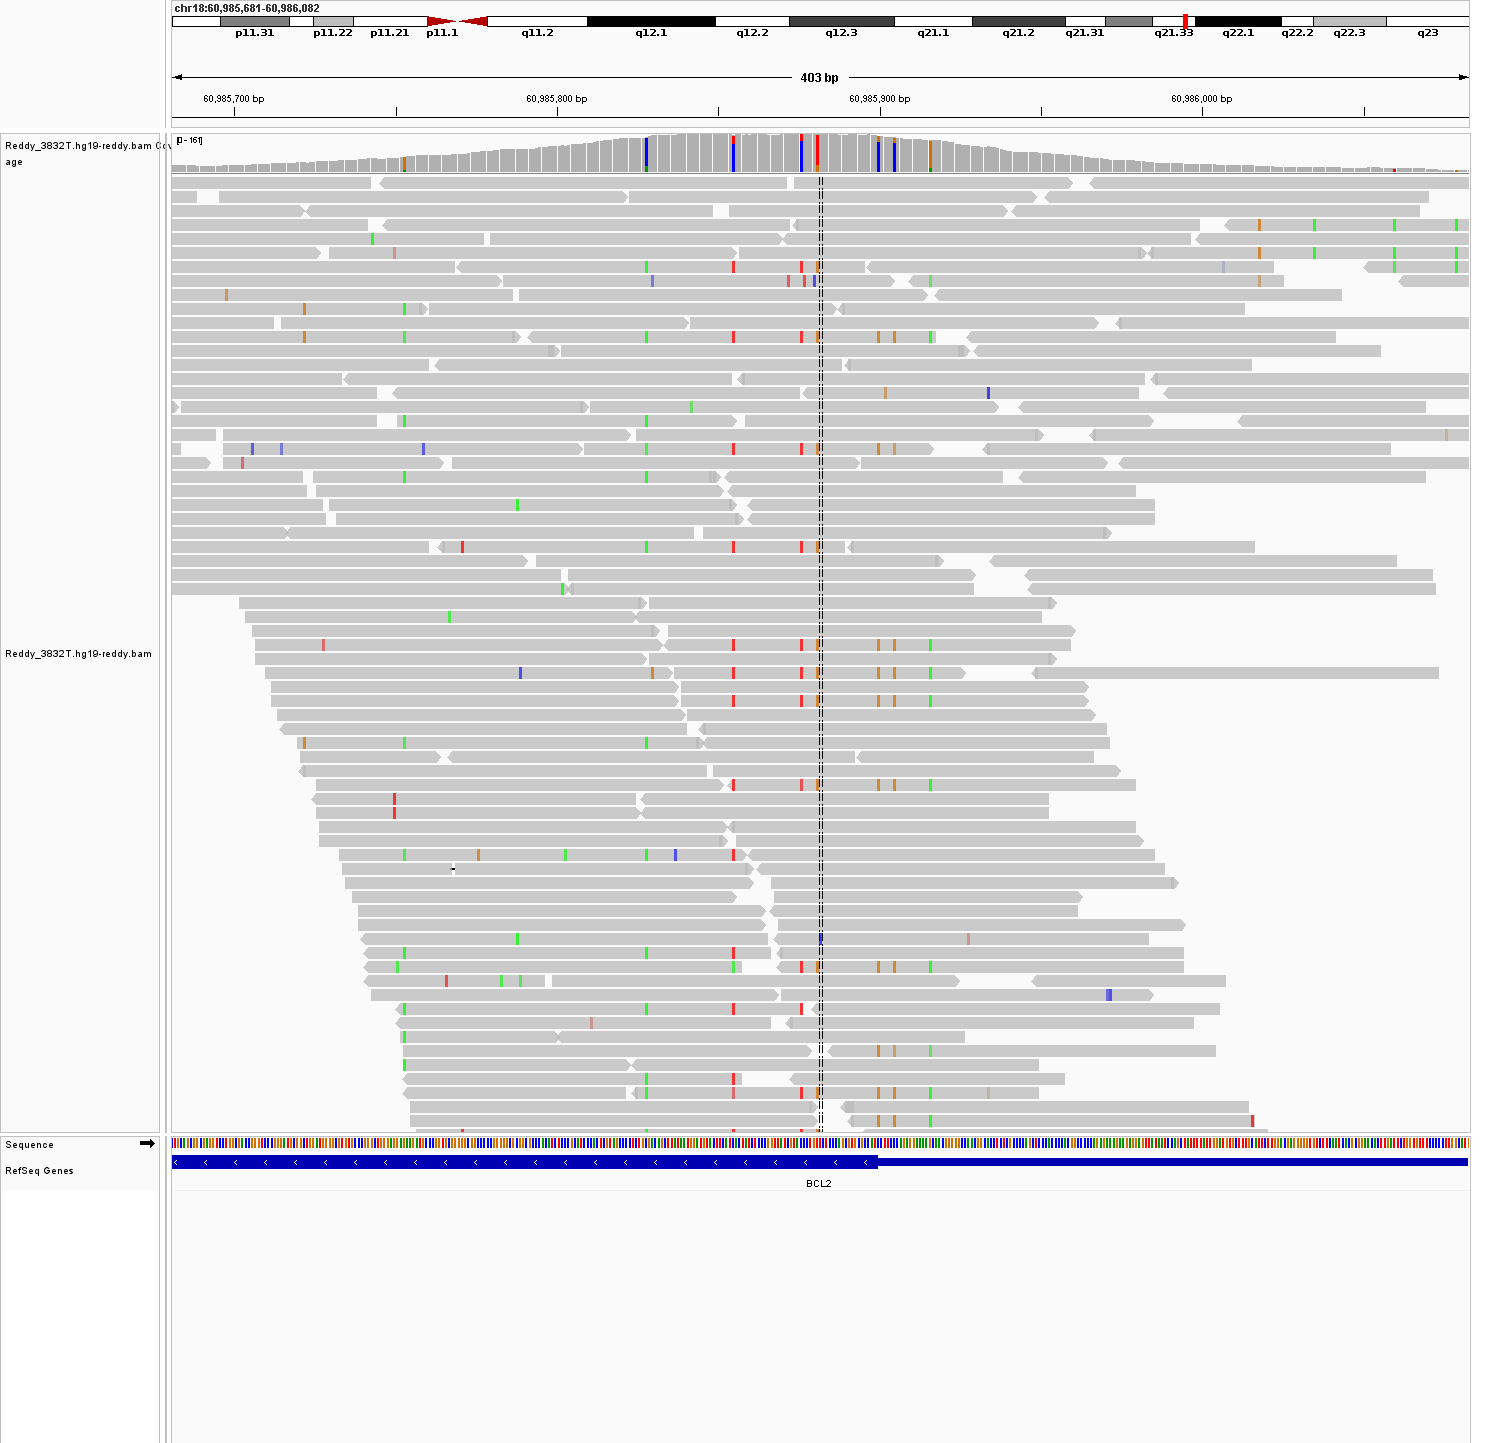 chr18:60,985,681-60,986,082
p11.31 p11.22 p11.21 p11.1 q11.2 q12.1 q12.2 q12.3 q21.1 q21.2 q21.31 q21.33 q22.1 q22.2 q22.3 q23
403 bp
60,985,700 bp 60,985,800 bp 60,985,900 bp 60,986,000 bp
Reddy_3832T.hg19-reddy.bam Cov
age
[0 - 161]
Reddy_3832T.hg19-reddy.bam
Sequence
RefSeq Genes
BCL2